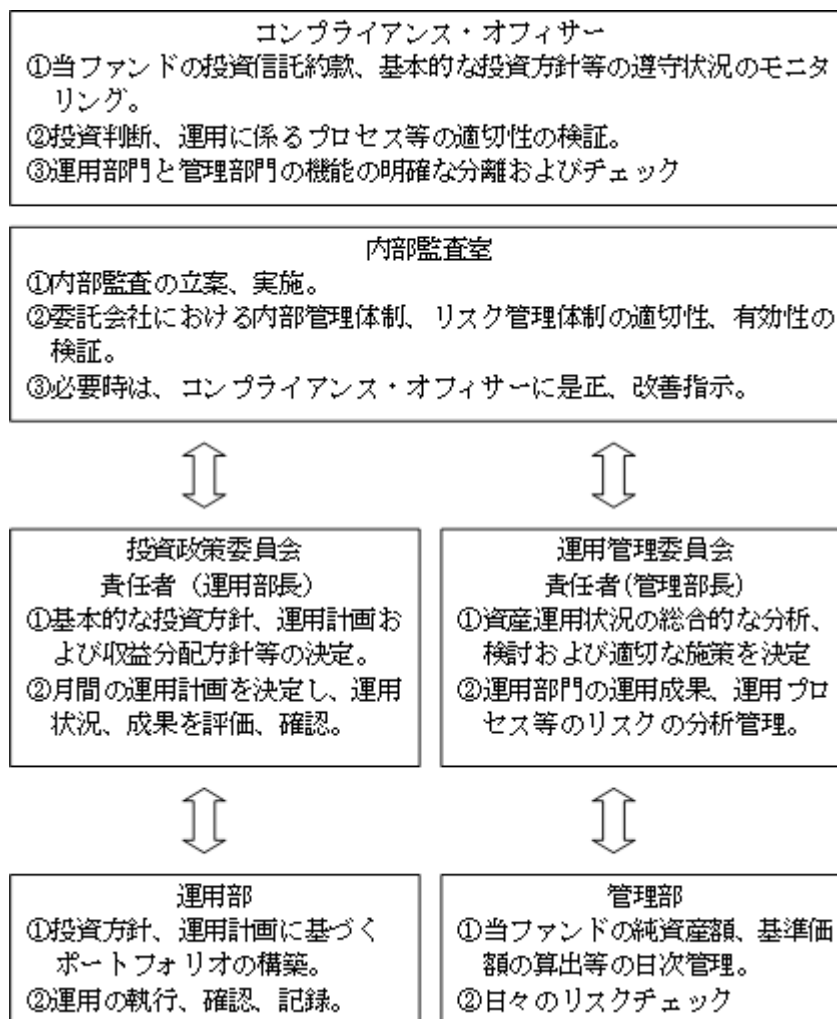 コンプライアンス・オフィサー
①当ファンドの投資信託約款、基本的な投資方針等の遵守状況のモニタ
リング。
②投資判断、運用に係るプロセス等の適切性の検証。
③運用部門と管理部門の機能の明確な分離およびチェック
内部監査室
①内部監査の立案、実施。
②委託会社における内部管理体制、リスク管理体制の適切性、有効性の
検証。
③必要時は、コンプライアンス・オフィサーに是正、改善指示。
投資政策委員会
責任者（運用部長）
①基本的な投資方針、運用計画お
よび収益分配方針等の決定。
②月間の運用計画を決定し、運用
状況、成果を評価、確認。
運用管理委員会
責任者(管理部長)
①資産運用状況の総合的な分析、
検討および適切な施策を決定
②運用部門の運用成果、運用プロ
セス等のリスクの分析管理。
運用部
①投資方針、運用計画に基づく
ポートフォリオの構築。
②運用の執行、確認、記録。
管理部
①当ファンドの純資産額、基準価
額の算出等の日次管理。
②日々のリスクチェック